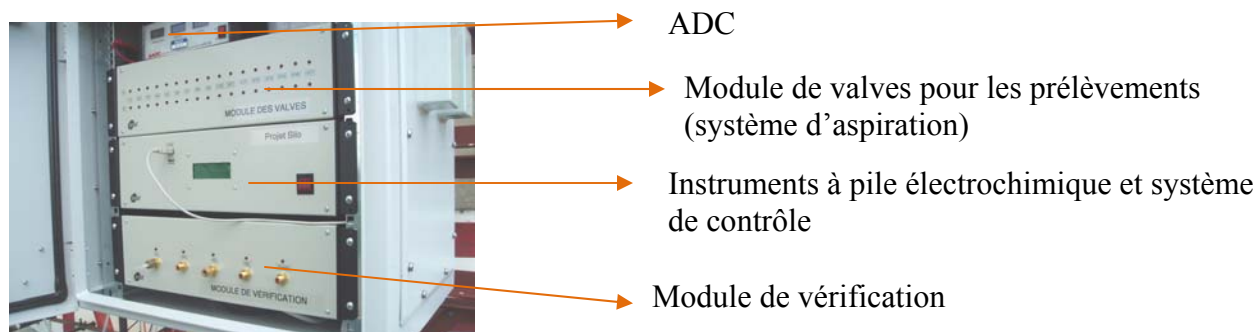 ADC
Module de valves pour les prélèvements
(système d'aspiration)
MODULE DES VALVES
Projet Silo
Instruments à pile électrochimique et système
de contrôle
Module de vérification
MODULE DE VÉRIFICATION